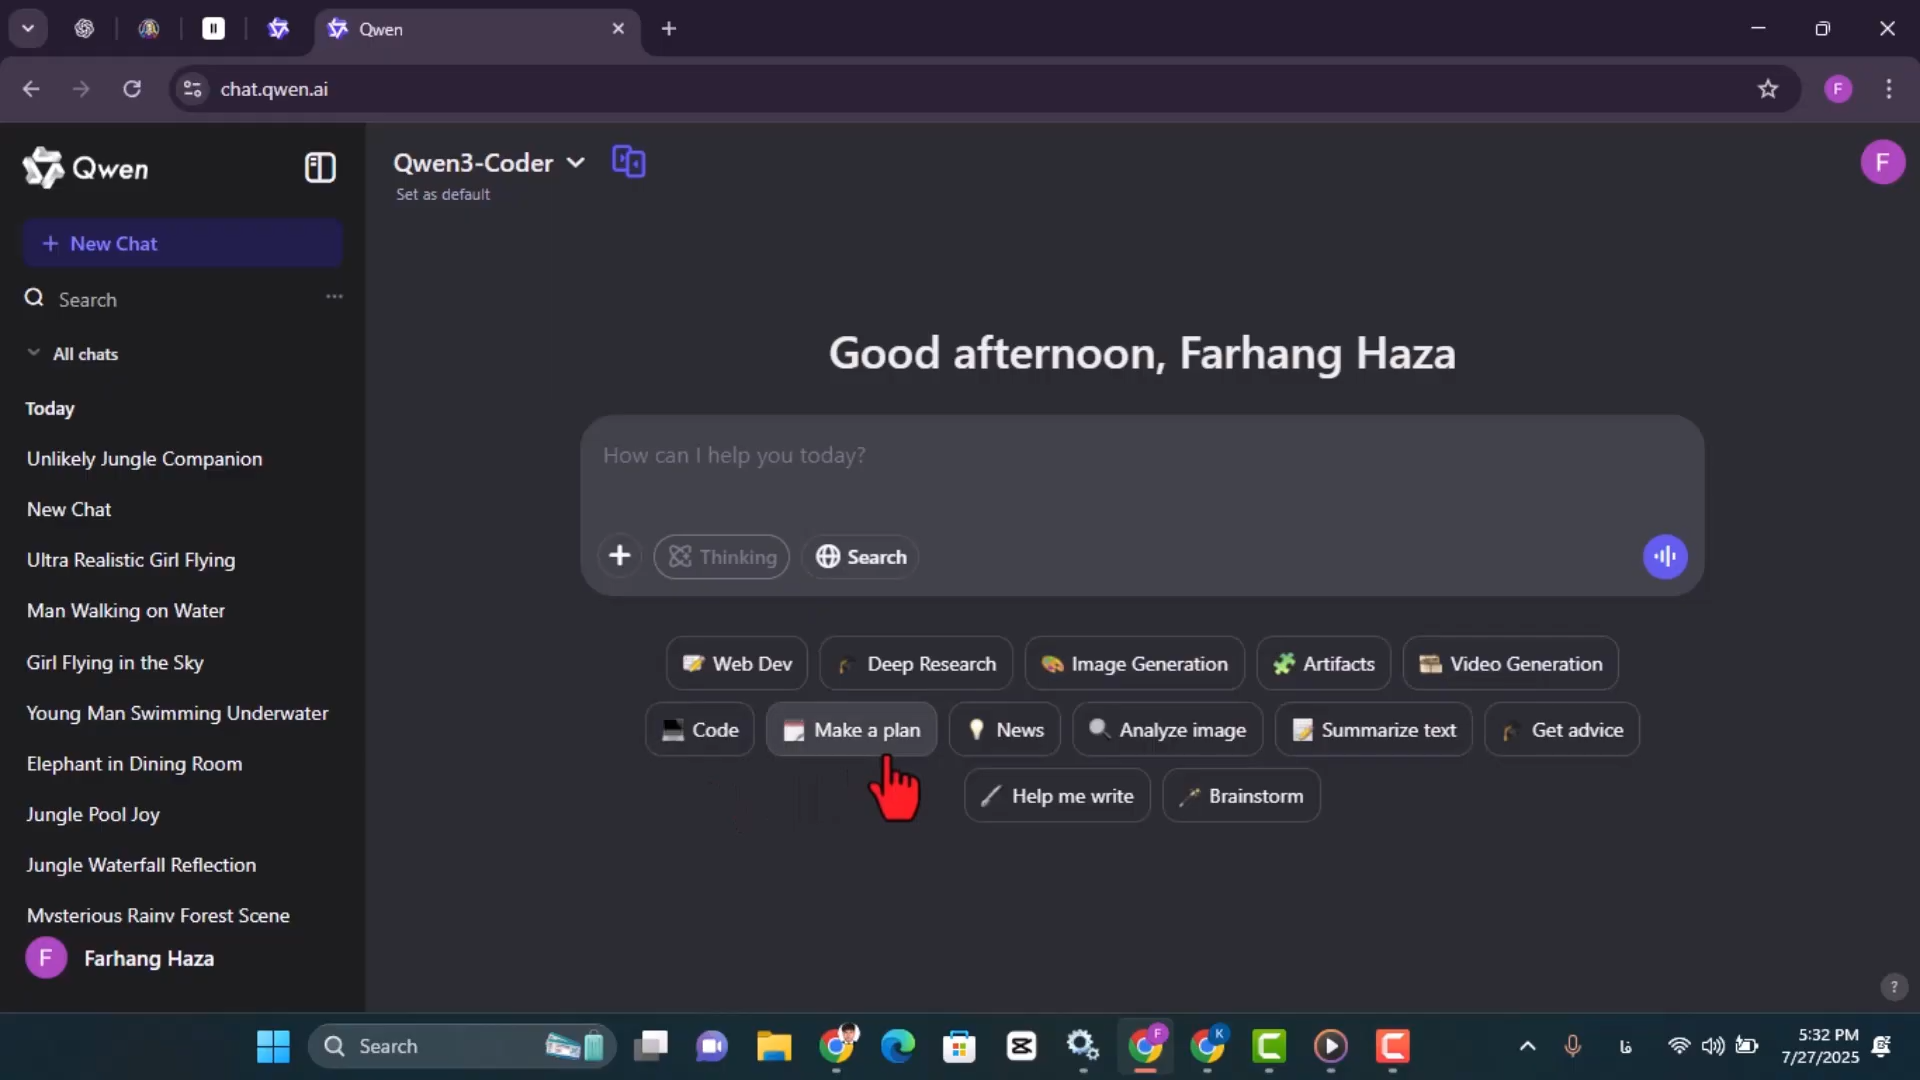 Qwen
chat.qwen.ai
Qwen
Qwen3-Coder
Set as default
F
F
New Chat
Search
All chats
Today
Unlikely Jungle Companion
New Chat
Ultra Realistic Girl Flying
Man Walking on Water
Girl Flying in the Sky
Young Man Swimming Underwater
Elephant in Dining Room
Jungle Pool Joy
Jungle Waterfall Reflection
Mysterious Rainy Forest Scene
F Farhang Haza
Good afternoon, Farhang Haza
How can I help you today?
Thinking
Search
Web Dev
Deep Research
Image Generation
Artifacts
Video Generation
Code
Make a plan
News
Analyze image
Summarize text
Get advice
Help me write
Brainstorm
?
Search
F
K
فا
5:32 PM
7/27/2025